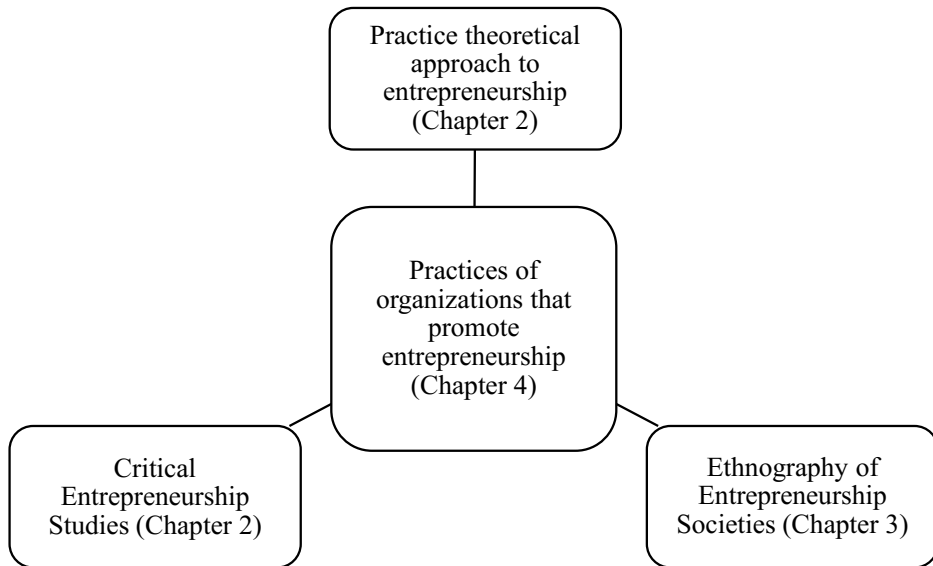 Practice theoretical
approach to
entrepreneurship
(Chapter 2)
Practices of
organizations that
promote
entrepreneurship
(Chapter 4)
Critical
Entrepreneurship
Studies (Chapter 2)
Ethnography of
Entrepreneurship
Societies (Chapter 3)